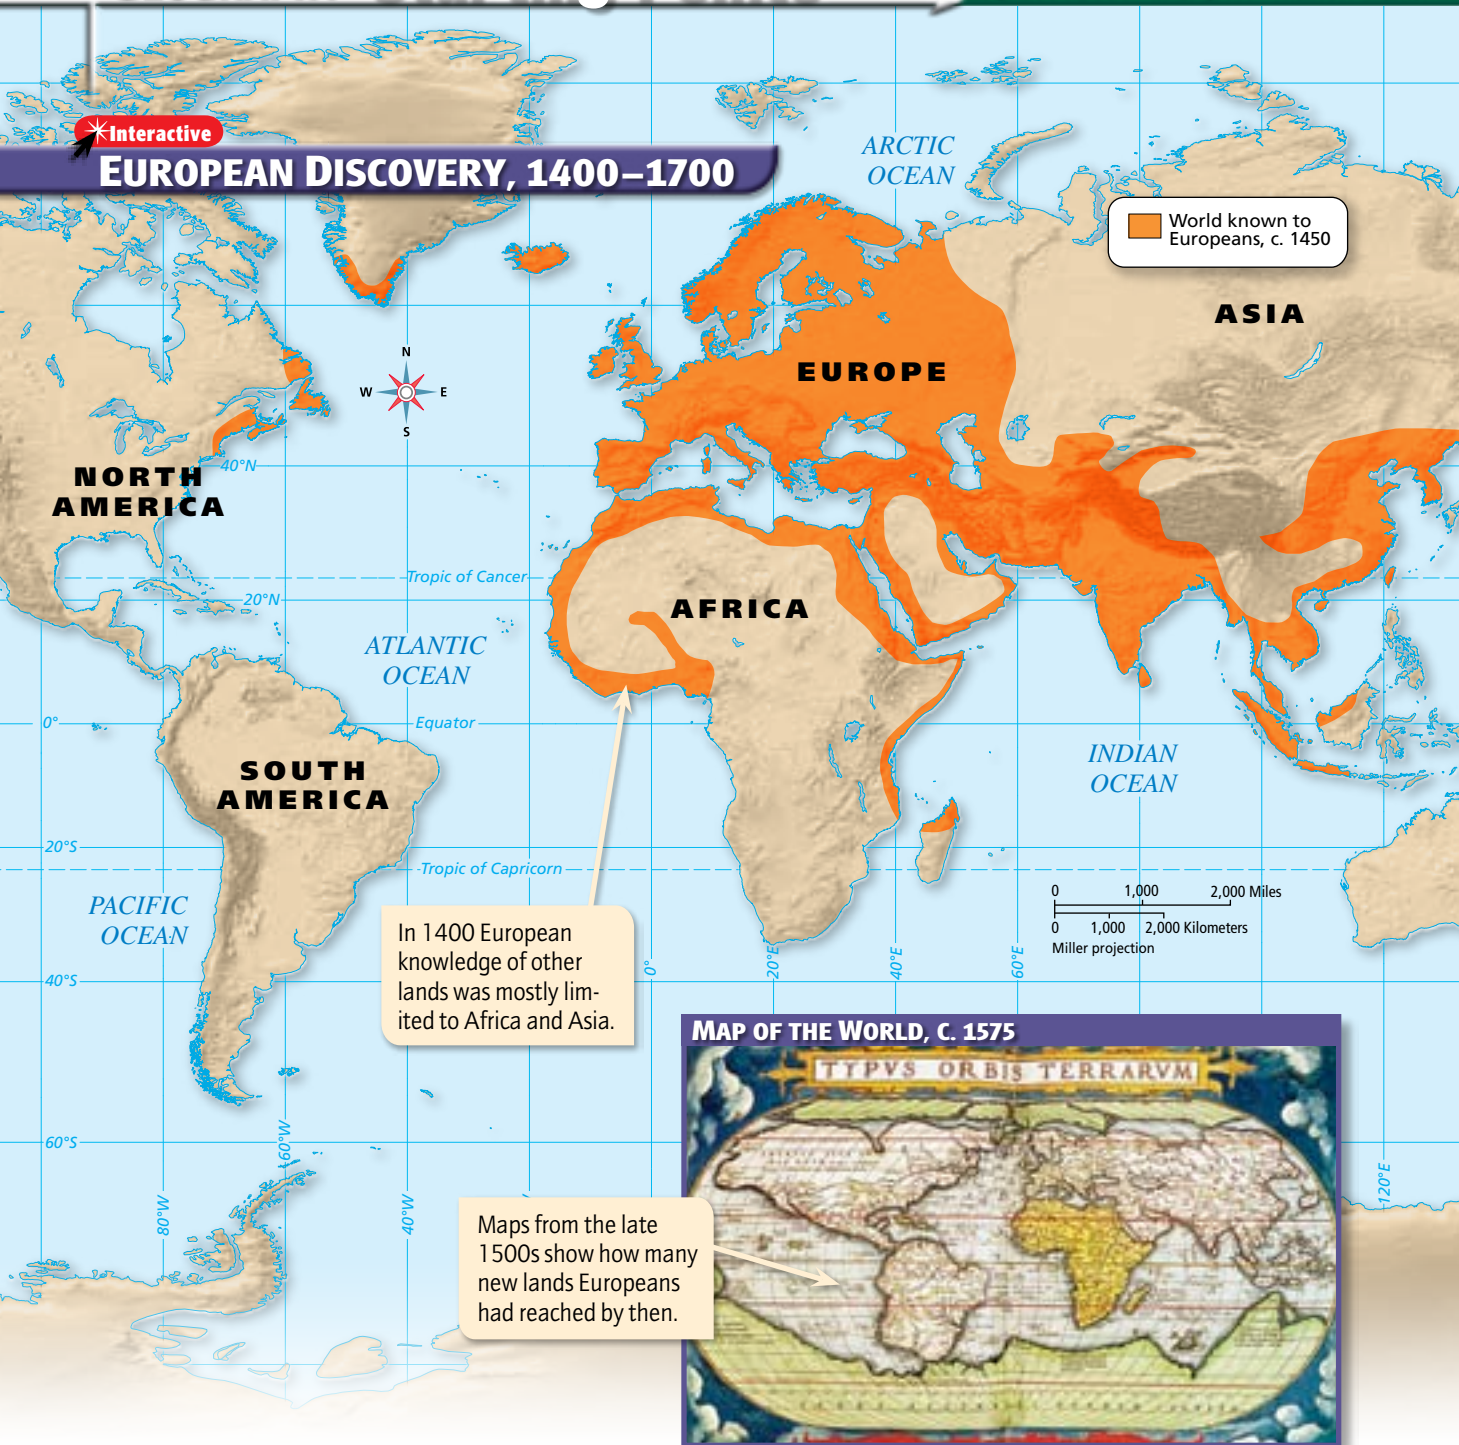 Interactive
EUROPEAN DISCOVERY, 1400–1700
ARCTIC
OCEAN
World known to
Europeans, c. 1450
ASIA
EUROPE
N
W
E
S
40°N
NORTH
AMERICA
Tropic of Cancer
20°N
AFRICA
ATLANTIC
OCEAN
0°
Equator
INDIAN
OCEAN
SOUTH
AMERICA
20°S
Tropic of Capricorn
PACIFIC
OCEAN
0 1,000 2,000 Miles
0 1,000 2,000 Kilometers
Miller projection
In 1400 European
knowledge of other
lands was mostly lim-
ited to Africa and Asia.
0°
20°E
40°E
60°E
40°S
MAP OF THE WORLD, C. 1575
TYPVS ORBIS TERRARVM
60°S
60°W
80°W
40°W
120°E
Maps from the late
1500s show how many
new lands Europeans
had reached by then.